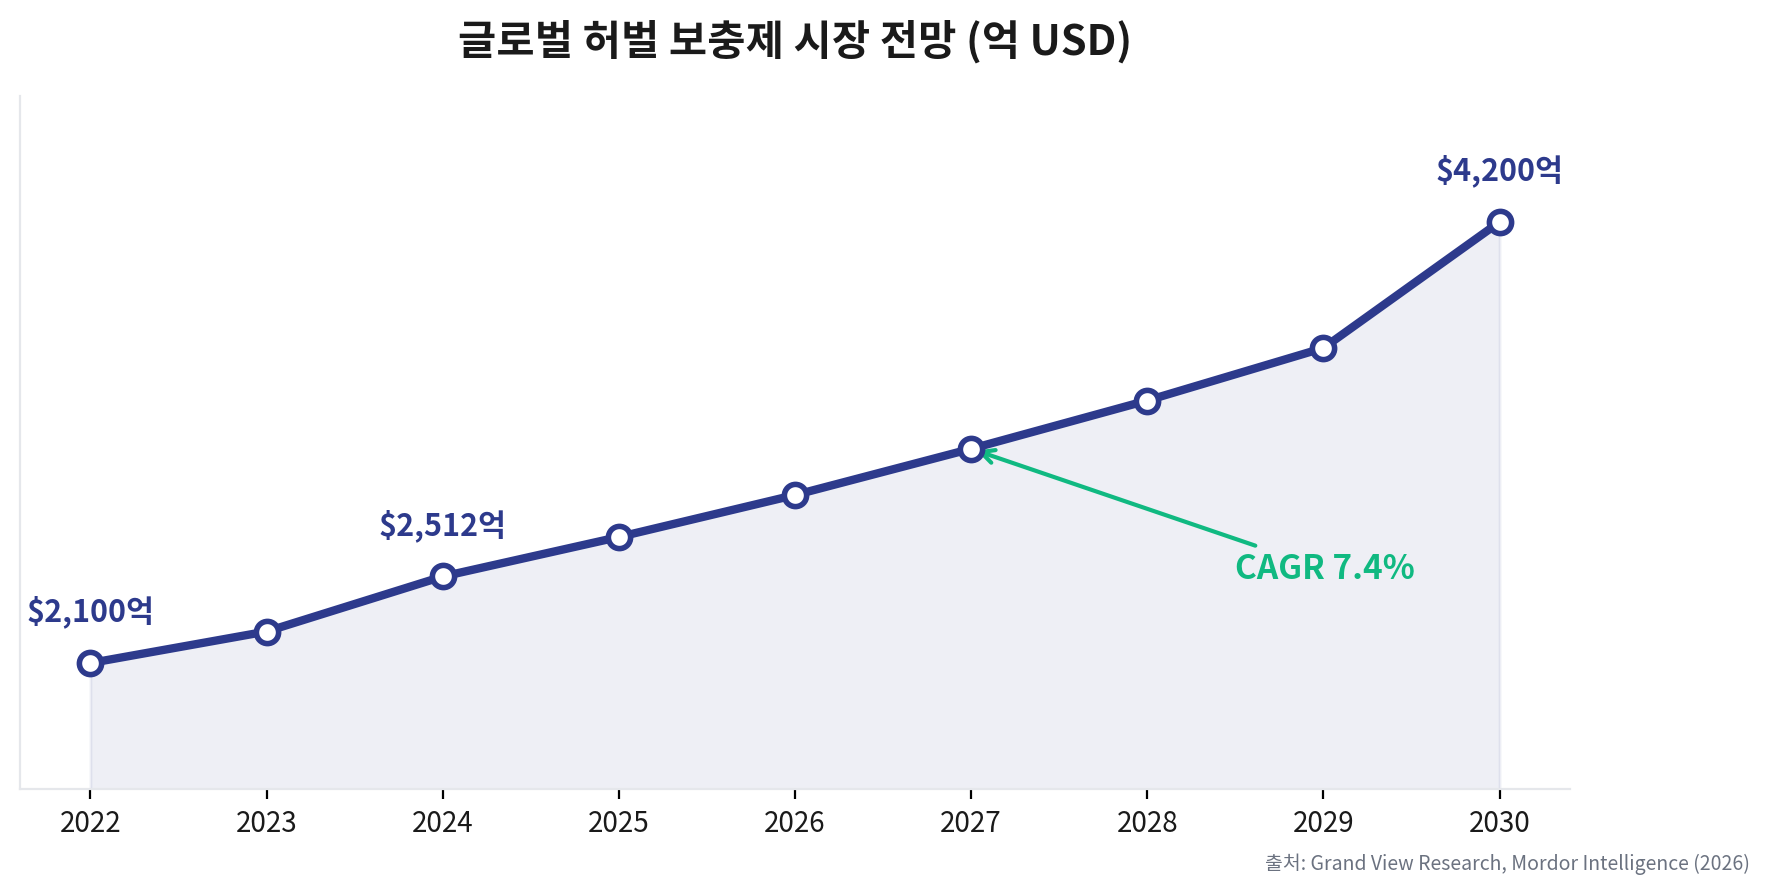 글로벌 허벌 보충제 시장 전망 (억 USD)
$4,200억
$2,512억
CAGR 7.4%
$2,100억
2022 2023 2024 2025 2026 2027 2028 2029 2030
출처: Grand View Research, Mordor Intelligence (2026)